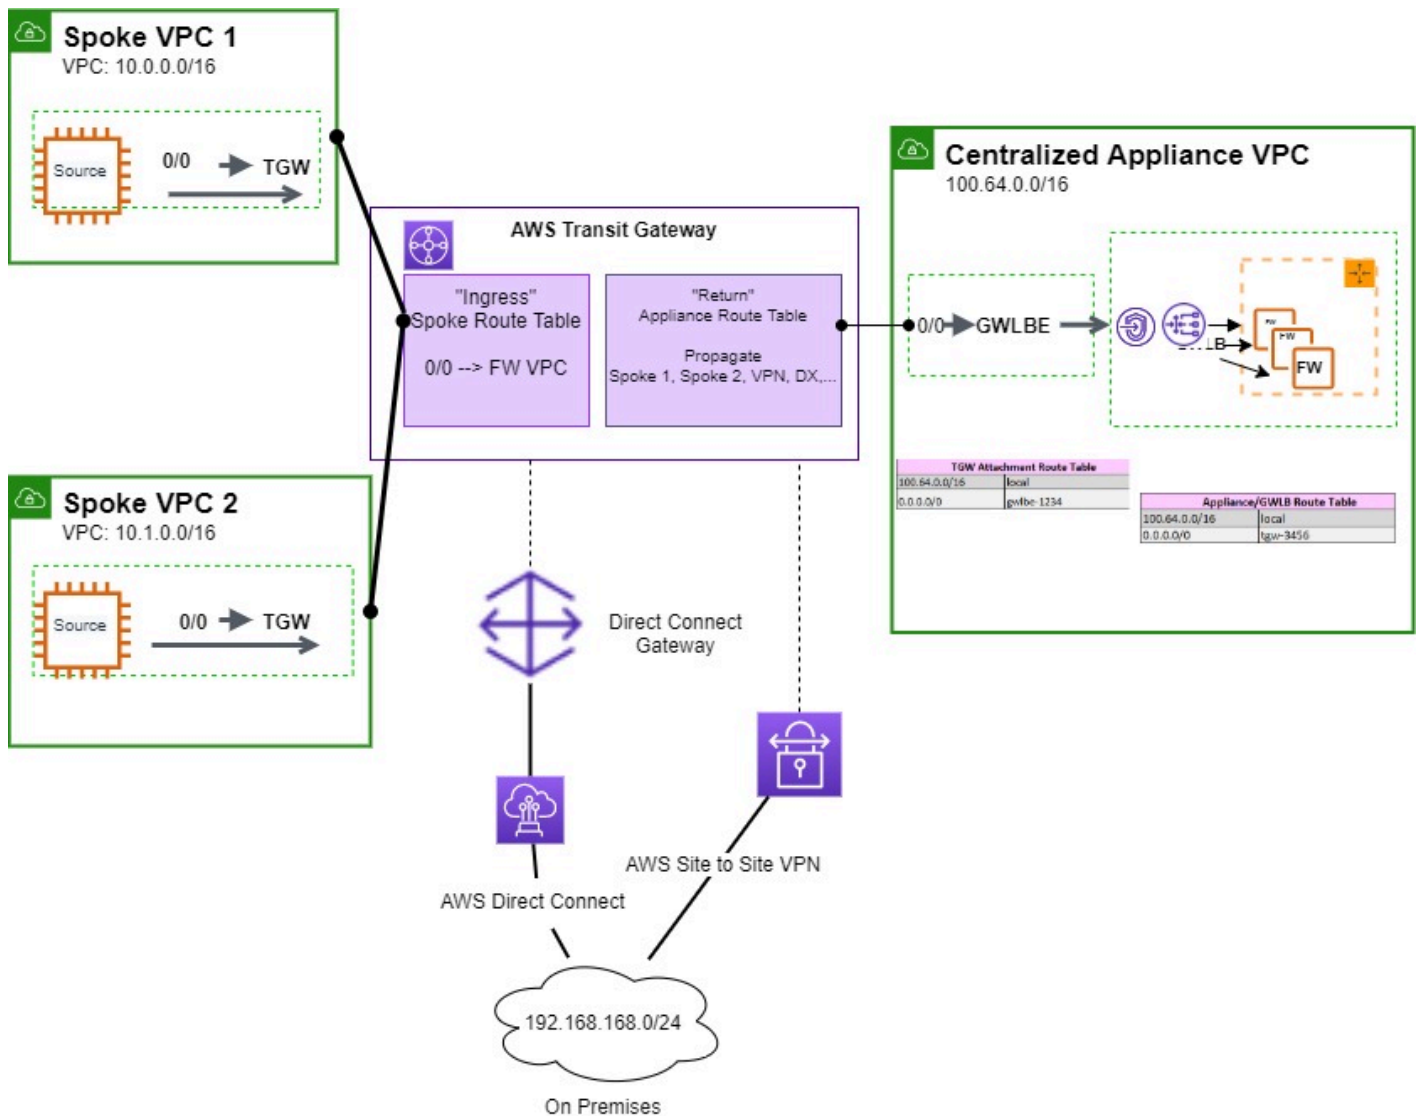 Spoke VPC 1
VPC: 10.0.0.0/16
Source
0/0
TGW
AWS Transit Gateway
"Ingress"
Spoke Route Table
0/0 --> FW VPC
"Return"
Appliance Route Table
Propagate
Spoke 1, Spoke 2, VPN, DX,...
Centralized Appliance VPC
100.64.0.0/16
0/0
GWLBE
FW
FW
FW
TGW Attachment Route Table
100.64.0.0/16 local
0.0.0.0/0 gwlbe-1234
Appliance/GWLB Route Table
100.64.0.0/16 local
0.0.0.0/0 tgw-3456
Spoke VPC 2
VPC: 10.1.0.0/16
Source
0/0
TGW
Direct Connect
Gateway
AWS Site to Site VPN
AWS Direct Connect
192.168.168.0/24
On Premises